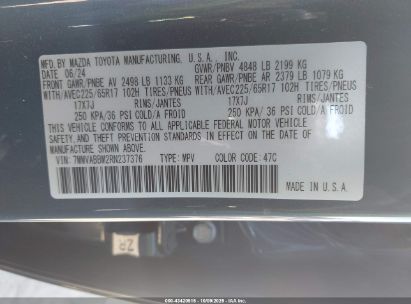 MFD. BY MAZDA TOYOTA MANUFACTURING, U.S.A., INC.
DATE 06/24 GVWR/PNBV 4848 LB 2199 KG
FRONT GAWR/PNBE AV 2498 LB 1133 KG REAR GAWR/PNBE AR 2379 LB 1079 KG
WITH/AVEC225/65R17 102H TIRES/PNEUS WITH/AVEC225/65R17 102H TIRES/PNEUS
17X7J RIMS/JANTES 17X7J RIMS/JANTES
250 KPA/36 PSI COLD/A FROID 250 KPA/36 PSI COLD/A FROID
THIS VEHICLE CONFORMS TO ALL APPLICABLE FEDERAL MOTOR VEHICLE
SAFETY AND THEFT PREVENTION STANDARDS IN EFFECT ON THE DATE OF
MANUFACTURE SHOWN ABOVE.
VIN: 7MMVABBM2RN237376 TYPE: MPV COLOR CODE: 47C
MADE IN U.S.A.
ZR